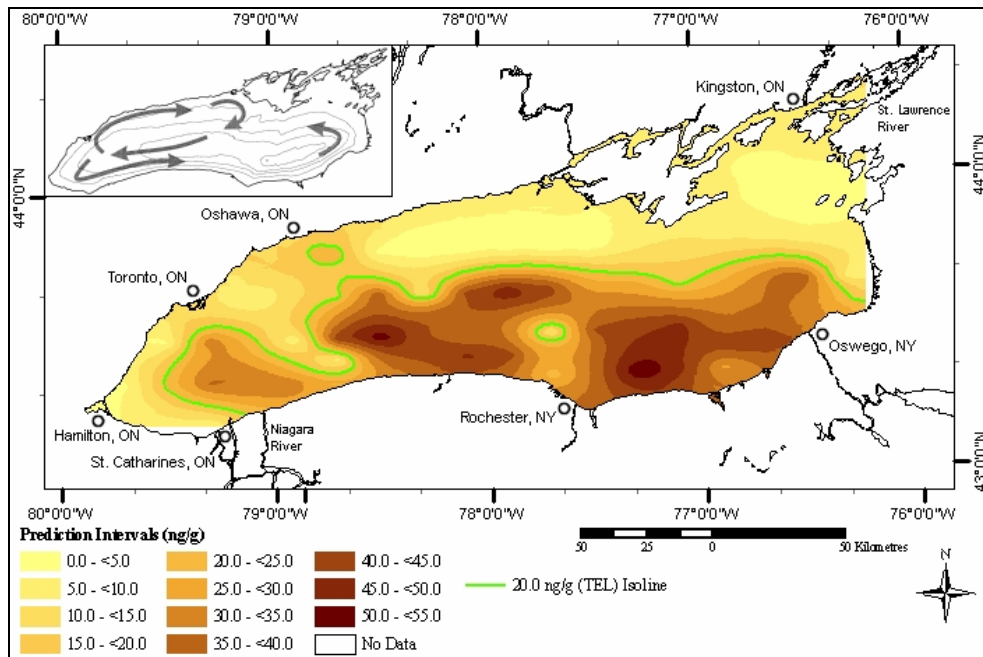 80°0'0"W 79°0'0"W 78°0'0"W 77°0'0"W 76°0'0"W
Kingston, ON
St. Lawrence
River
44°0'0"N
44°0'0"N
Oshawa, ON
Toronto, ON
Oswego, NY
Rochester, NY
Hamilton, ON
Niagara
River
St. Catharines, ON
43°0'0"N
80°0'0"W 79°0'0"W 78°0'0"W 77°0'0"W 76°0'0"W
Prediction Intervals (ng/g)
0.0 - <5.0 20.0 - <25.0 40.0 - <45.0
5.0 - <10.0 25.0 - <30.0 45.0 - <50.0
10.0 - <15.0 30.0 - <35.0 50.0 - <55.0
15.0 - <20.0 35.0 - <40.0 No Data
20.0 ng/g (TEL) Isoline
50 25 0 50 Kilometres
N